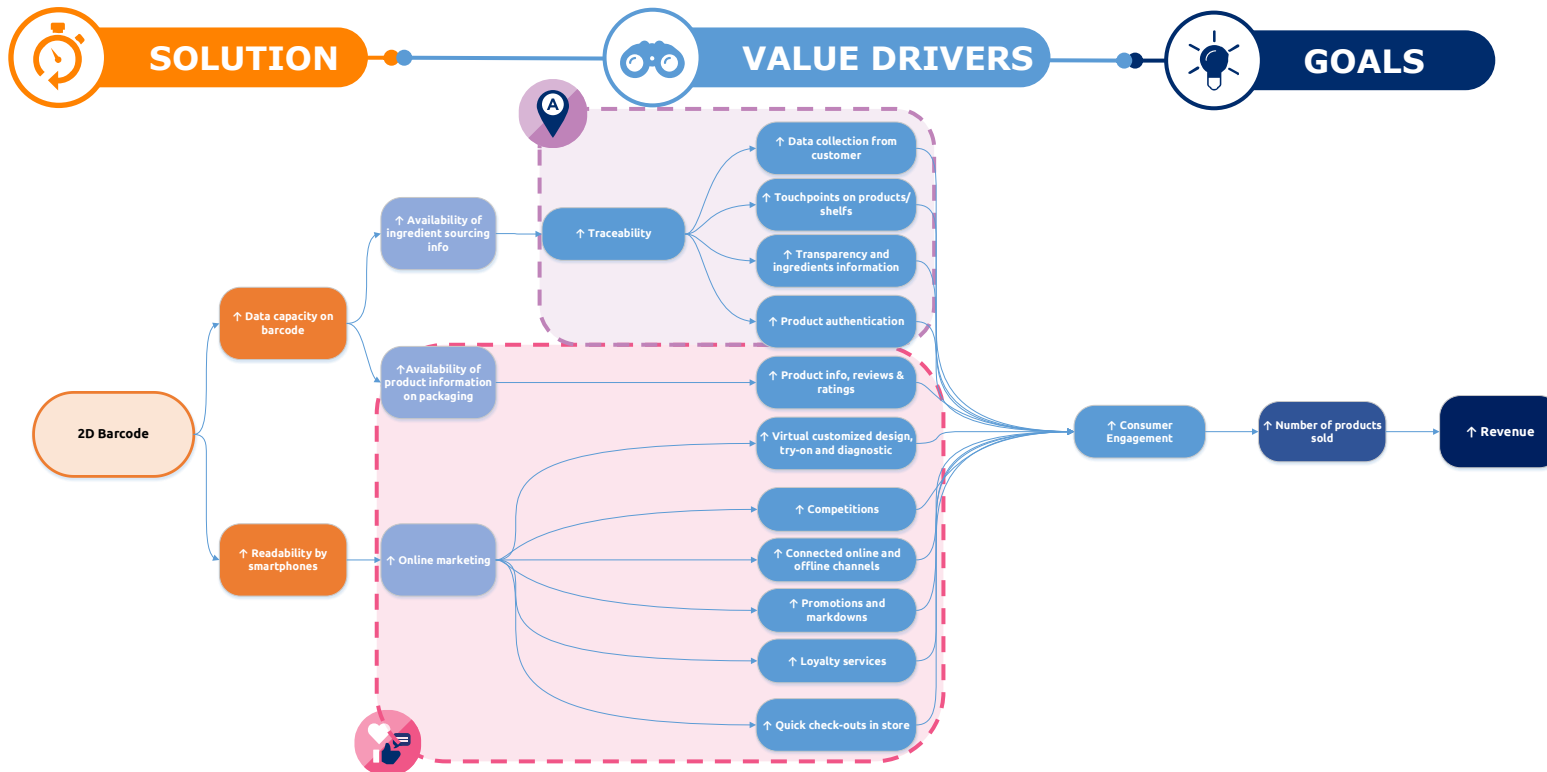 SOLUTION
VALUE DRIVERS
GOALS
A
↑ Data collection from
customer
↑ Touchpoints on products/
shelfs
↑ Availability of
ingredient sourcing
info
↑ Traceability
↑ Transparency and
ingredients information
↑ Data capacity on
barcode
↑ Product authentication
↑Availability of
product information
on packaging
↑ Product info, reviews &
ratings
2D Barcode
↑ Virtual customized design,
try-on and diagnostic
↑ Consumer
Engagement
↑ Number of products
sold
↑ Revenue
↑ Competitions
↑ Readability by
smartphones
↑ Online marketing
↑ Connected online and
offline channels
↑ Promotions and
markdowns
↑ Loyalty services
↑ Quick check-outs in store